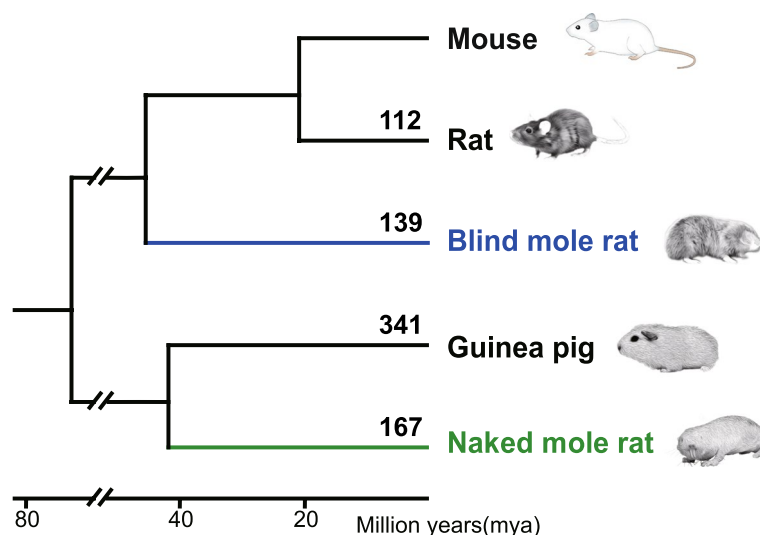 Mouse
112
Rat
139
Blind mole rat
341
Guinea pig
167
Naked mole rat
80
40
20
Million years(mya)